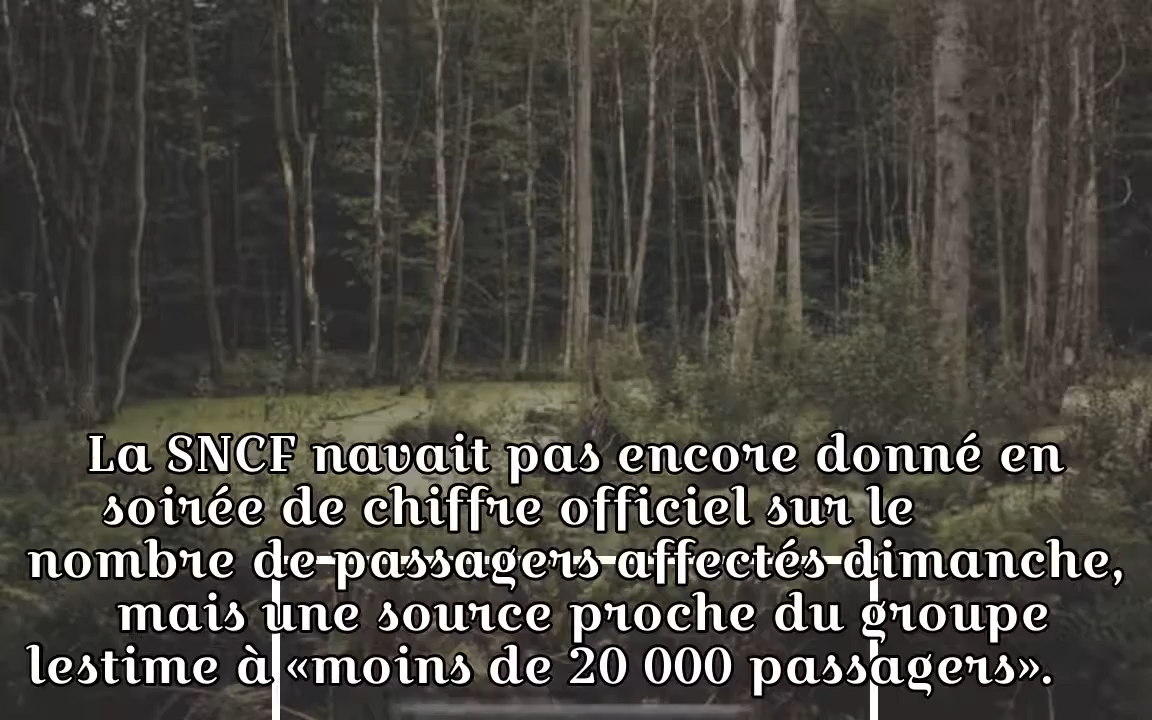 La SNCF navait pas encore donné en
soirée de chiffre officiel sur le
nombre de passagers affectés dimanche,
mais une source proche du groupe
lestime à «moins de 20 000 passagers».